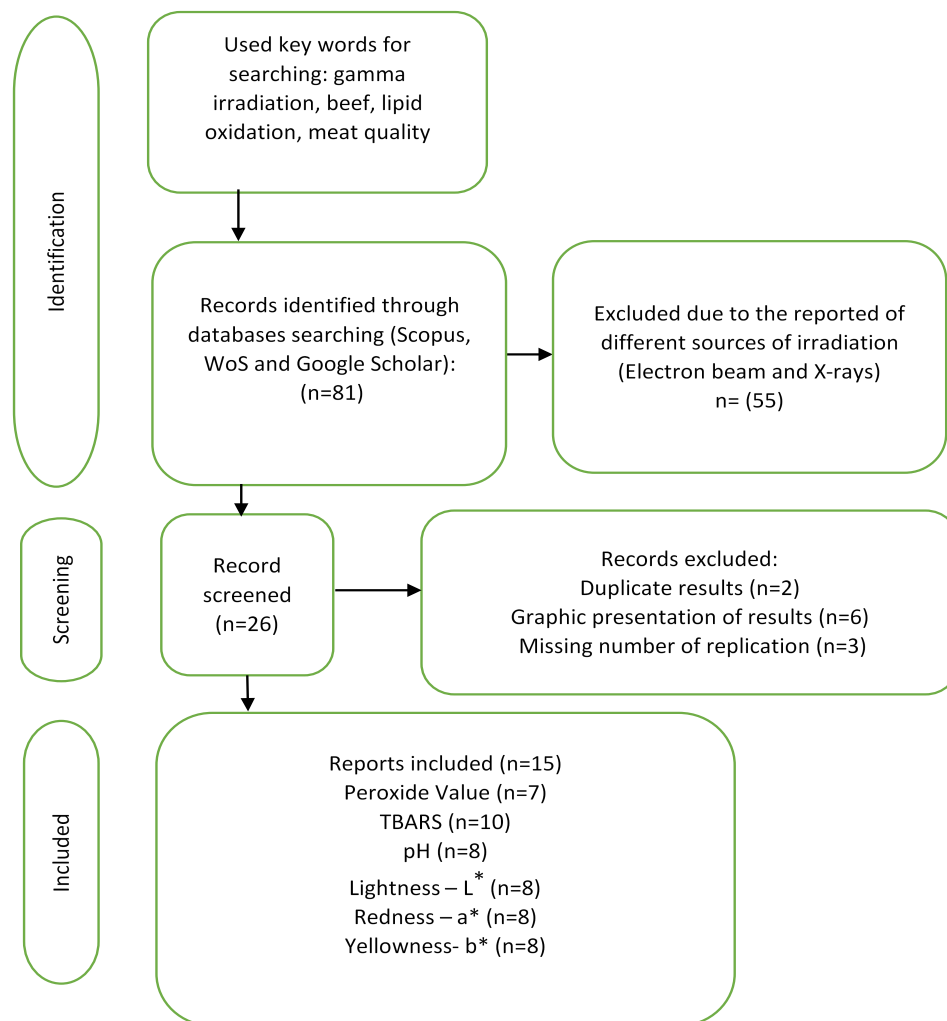 Identification
Used key words for
searching: gamma
irradiation, beef, lipid
oxidation, meat quality
Records identified through
databases searching (Scopus,
WoS and Google Scholar):
(n=81)
Excluded due to the reported of
different sources of irradiation
(Electron beam and X-rays)
n= (55)
Screening
Record
screened
(n=26)
Records excluded:
Duplicate results (n=2)
Graphic presentation of results (n=6)
Missing number of replication (n=3)
Included
Reports included (n=15)
Peroxide Value (n=7)
TBARS (n=10)
pH (n=8)
Lightness – L* (n=8)
Redness – a* (n=8)
Yellowness- b* (n=8)